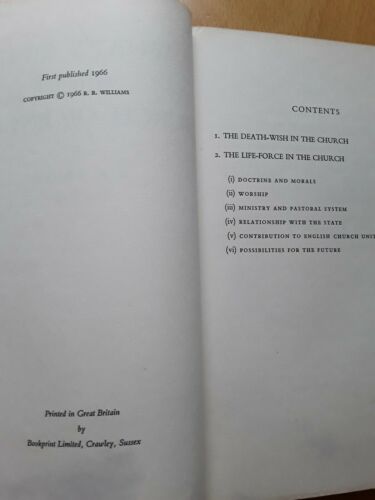 First published 1966
COPYRIGHT © 1966 R. R. WILLIAMS
Printed in Great Britain
by
Bookprint Limited, Crawley, Sussex
CONTENTS
1. THE DEATH-WISH IN THE CHURCH
2. THE LIFE-FORCE IN THE CHURCH
(i) DOCTRINE AND MORALS
(ii) WORSHIP
(iii) MINISTRY AND PASTORAL SYSTEM
(iv) RELATIONSHIP WITH THE STATE
(v) CONTRIBUTION TO ENGLISH CHURCH
(vi) POSSIBILITIES FOR THE FUTURE